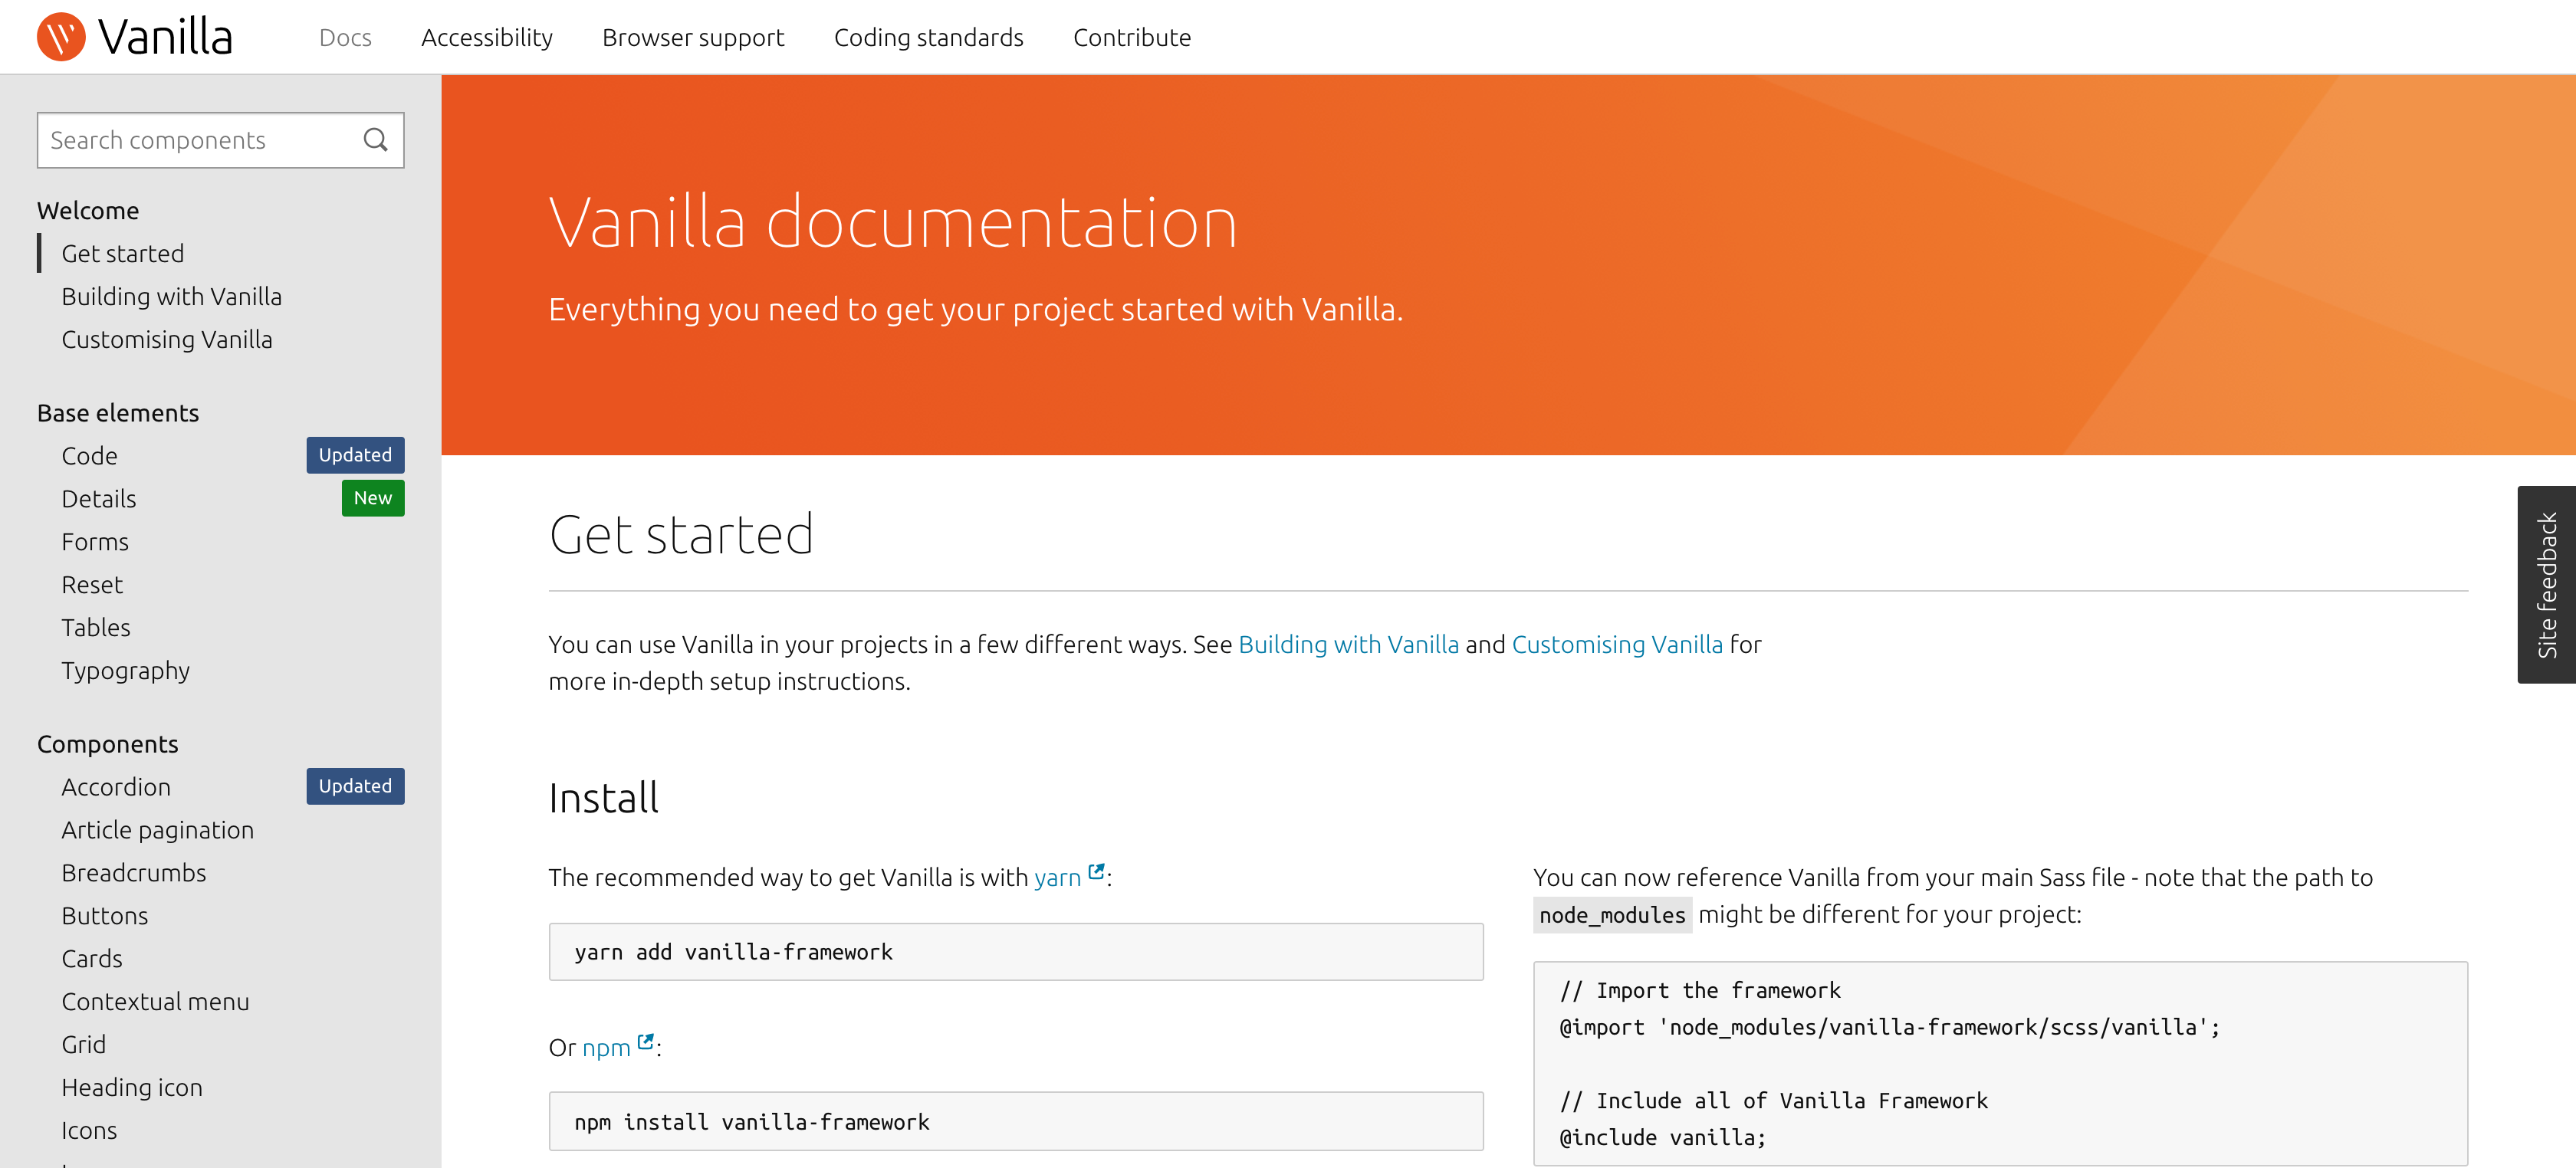 Vanilla
Docs
Accessibility
Browser support
Coding standards
Contribute
Search components
Welcome
Get started
Building with Vanilla
Customising Vanilla
Base elements
Code
Updated
Details
New
Forms
Reset
Tables
Typography
Components
Accordion
Updated
Article pagination
Breadcrumbs
Buttons
Cards
Contextual menu
Grid
Heading icon
Icons
Vanilla documentation
Everything you need to get your project started with Vanilla.
Get started
You can use Vanilla in your projects in a few different ways. See Building with Vanilla and Customising Vanilla for
more in-depth setup instructions.
Install
The recommended way to get Vanilla is with yarn:
yarn add vanilla-framework
Or npm:
npm install vanilla-framework
You can now reference Vanilla from your main Sass file - note that the path to
node_modules might be different for your project:
// Import the framework
@import 'node_modules/vanilla-framework/scss/vanilla';
// Include all of Vanilla Framework
@include vanilla;
Site feedback